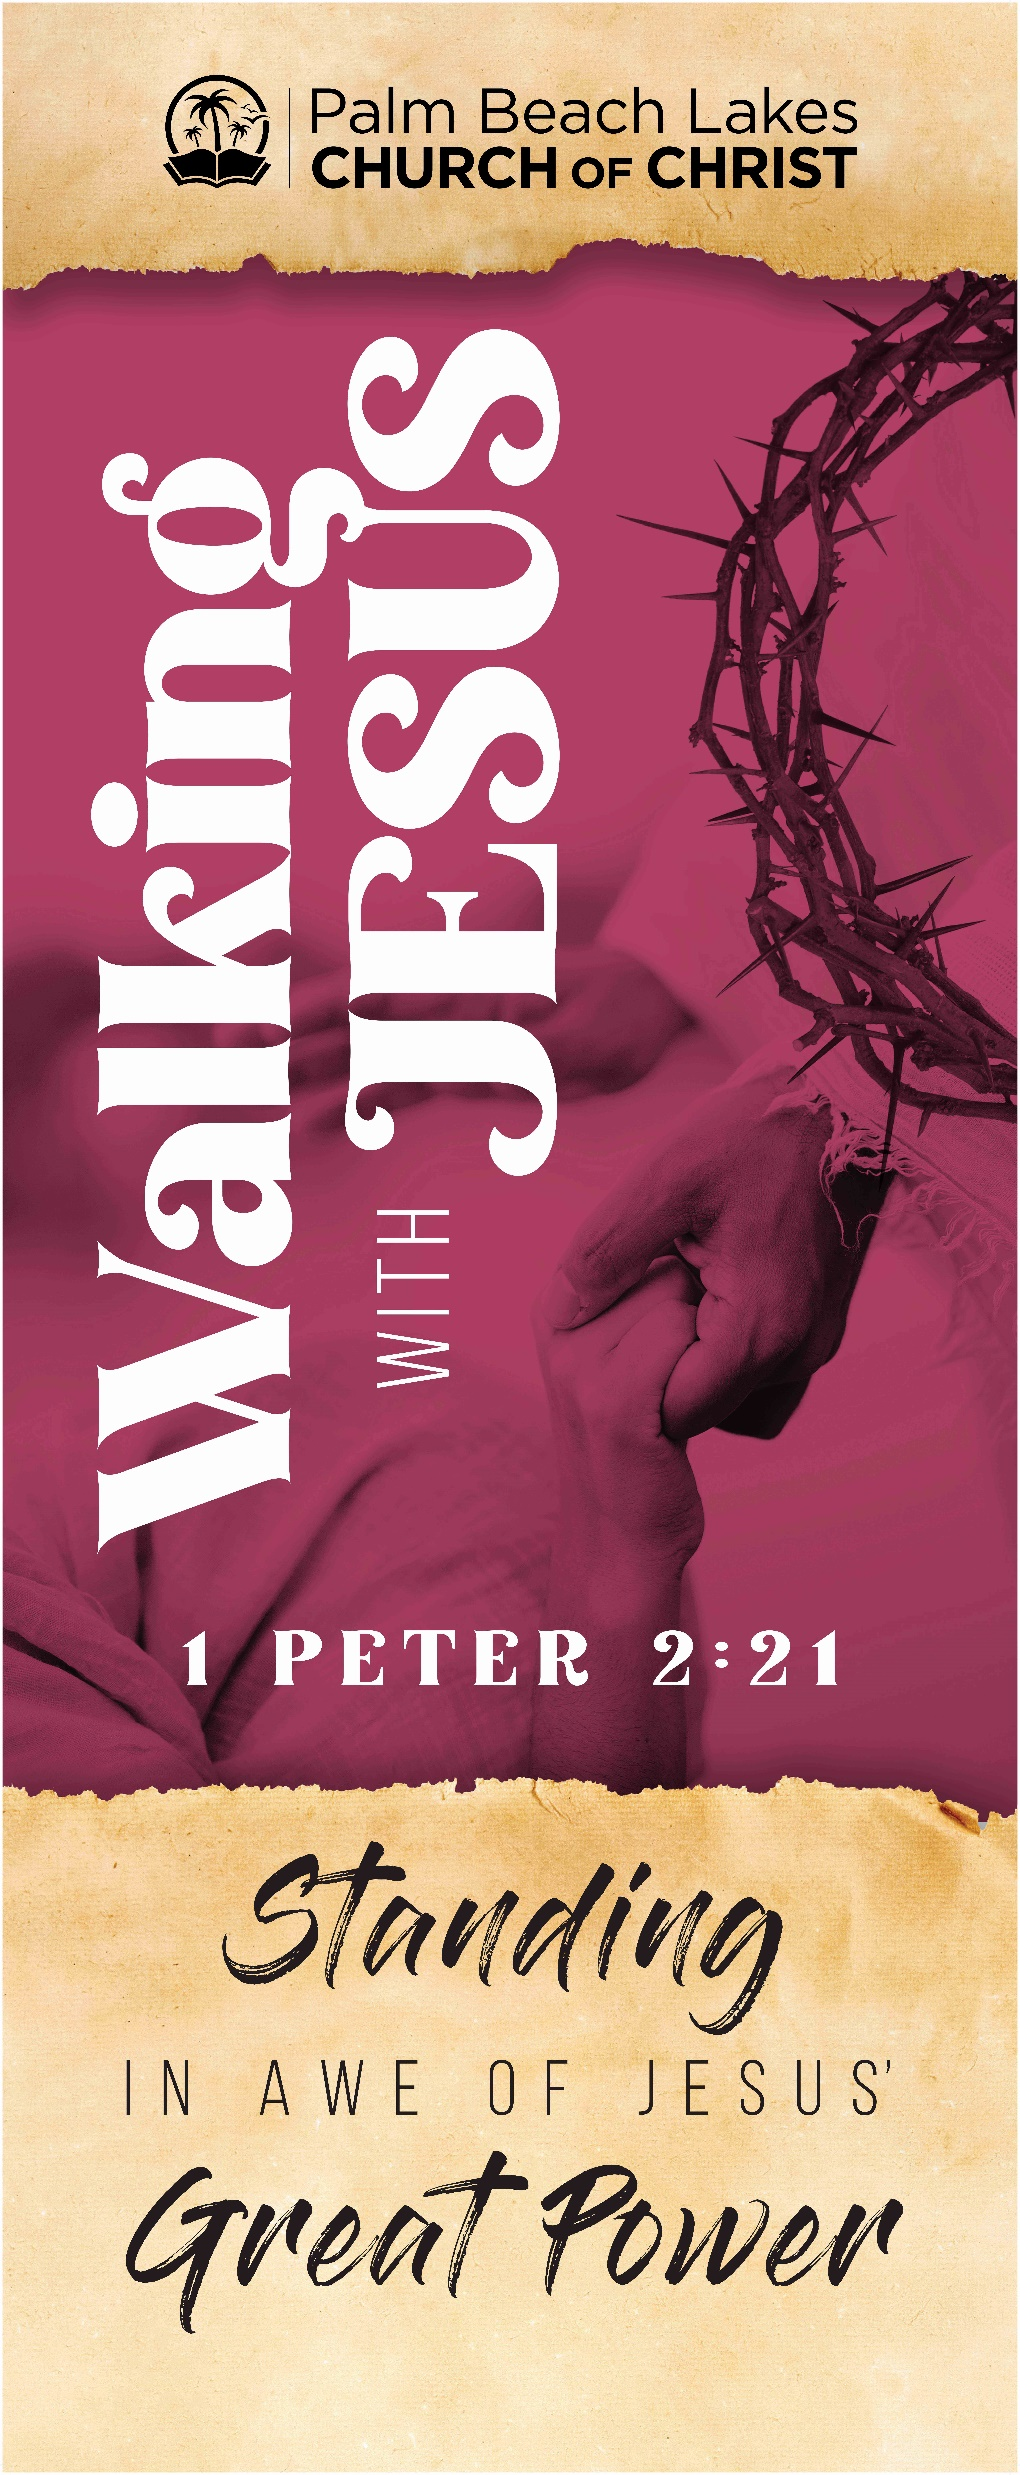 Palm Beach Lakes
CHURCH OF CHRIST
Walking
WITH JESUS
1 PETER 2:21
Standing
IN AWE OF JESUS’
Great Power